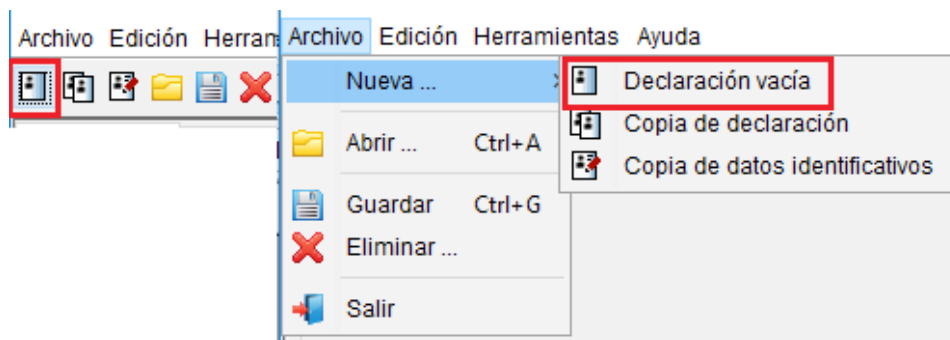 Archivo Edición Herram
Archivo Edición Herramientas Ayuda
Nueva ...
Declaración vacía
Copia de declaración
Copia de datos identificativos
Abrir ... Ctrl+A
Guardar Ctrl+G
Eliminar ...
Salir